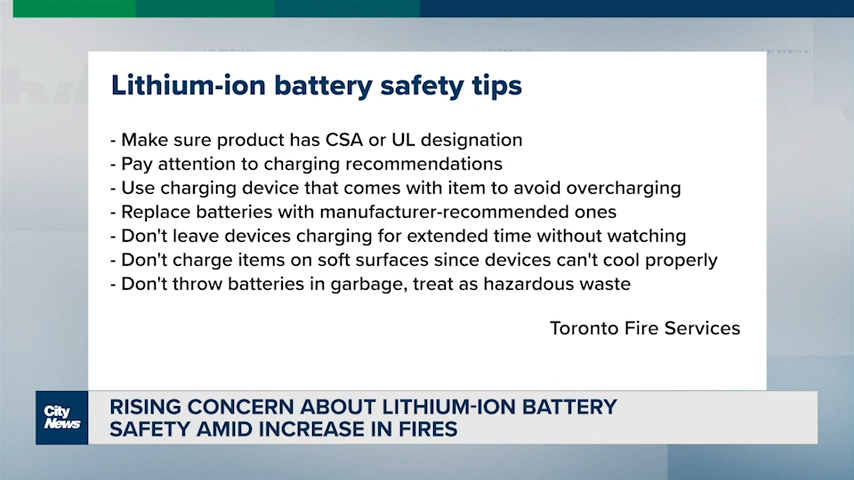 Lithium-ion battery safety tips
- Make sure product has CSA or UL designation
- Pay attention to charging recommendations
- Use charging device that comes with item to avoid overcharging
- Replace batteries with manufacturer-recommended ones
- Don't leave devices charging for extended time without watching
- Don't charge items on soft surfaces since devices can't cool properly
- Don't throw batteries in garbage, treat as hazardous waste
Toronto Fire Services
City
News
RISING CONCERN ABOUT LITHIUM-ION BATTERY
SAFETY AMID INCREASE IN FIRES